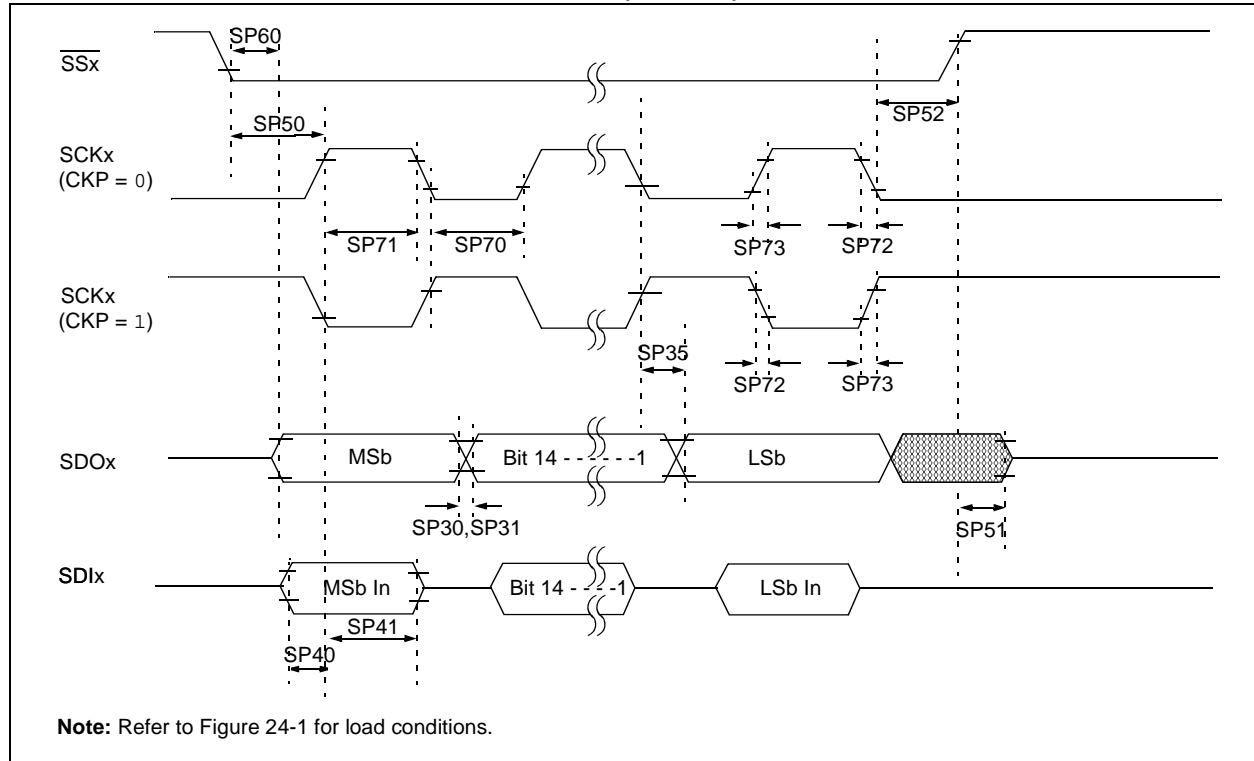 SP60
SSx
SP50
SP52
SCKx
(CKP = 0)
SP71
SP70
SP73
SP72
SCKx
(CKP = 1)
SP35
SP72
SP73
SDOx
MSb
Bit 14 - - - - - -1
LSb
SP30,SP31
SP51
SDIx
MSb In
Bit 14 - - - -1
LSb In
SP41
SP40
Note: Refer to Figure 24-1 for load conditions.